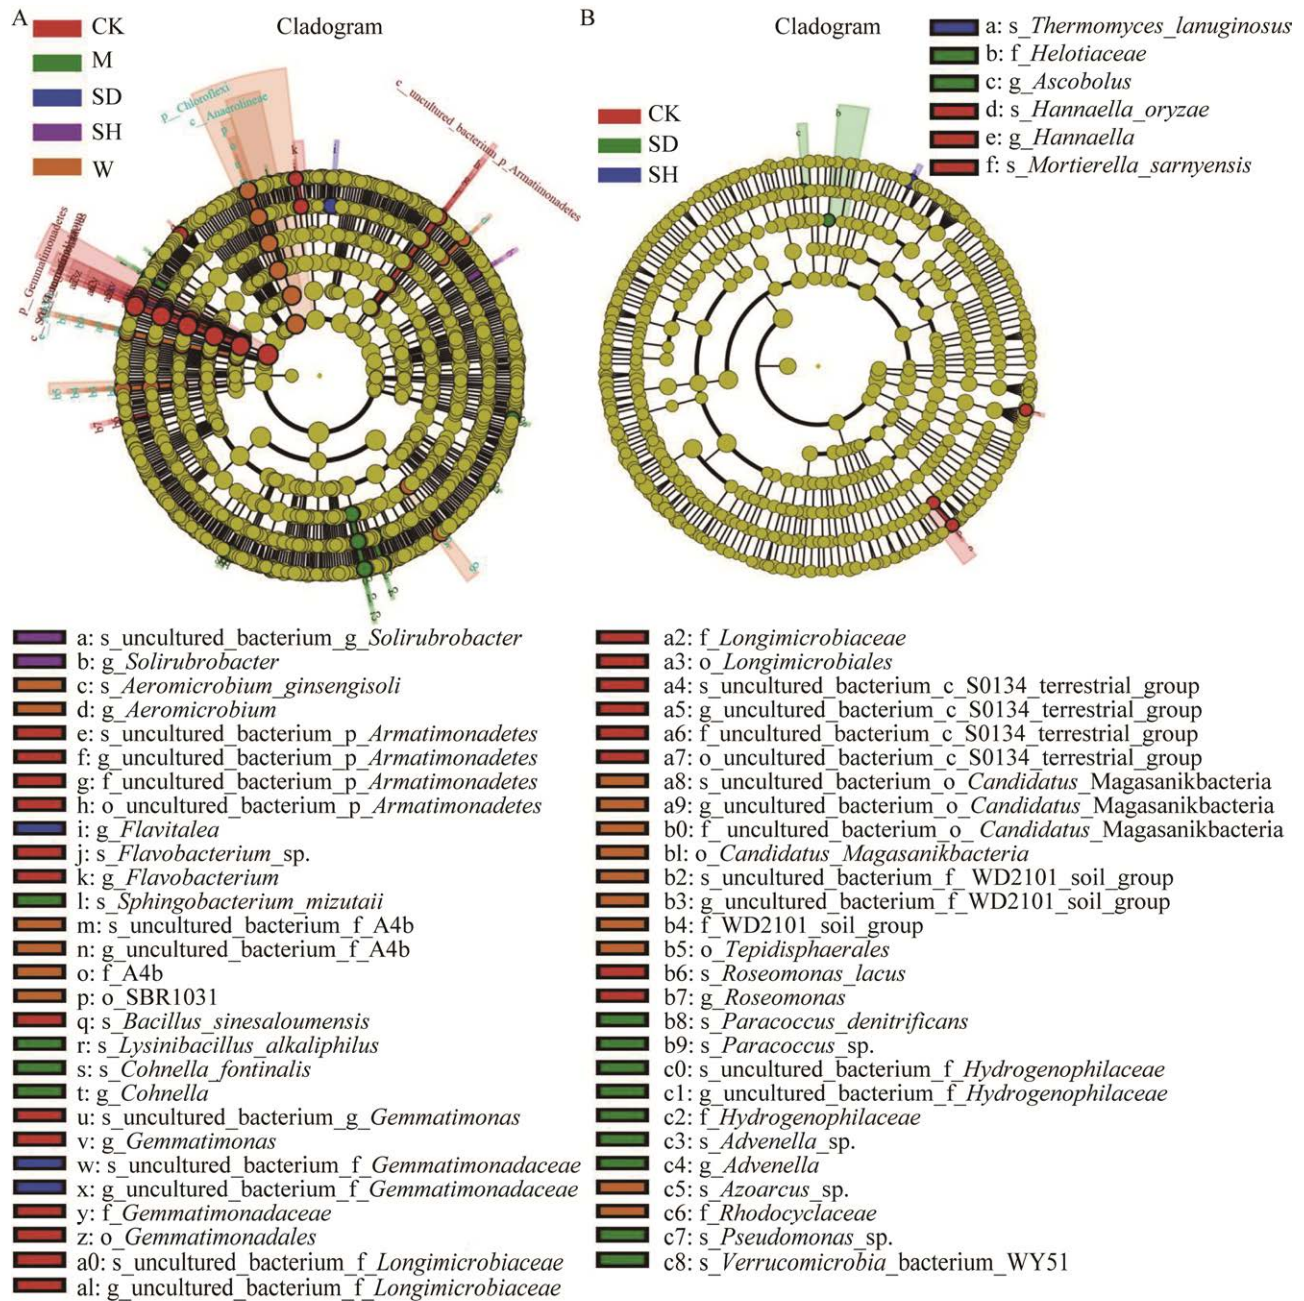 A
CK
M
SD
SH
W
Cladogram
p__Chloroflexi
c__Anaerolineae
c__uncultured_bacterium_p_Armatimonadetes
p__Gemmatimonadetes
B
Cladogram
CK
SD
SH
a: s_Thermomyces_lanuginosus
b: f_Helotiaceae
c: g_Ascobolus
d: s_Hannaella_oryzae
e: g_Hannaella
f: s_Mortierella_sarnyensis
a: s_uncultured_bacterium_g_Solirubrobacter
b: g_Solirubrobacter
c: s_Aeromicrobium_ginsengisoli
d: g_Aeromicrobium
e: s_uncultured_bacterium_p_Armatimonadetes
f: g_uncultured_bacterium_p_Armatimonadetes
g: f_uncultured_bacterium_p_Armatimonadetes
h: o_uncultured_bacterium_p_Armatimonadetes
i: g_Flavitalea
j: s_Flavobacterium_sp.
k: g_Flavobacterium
l: s_Sphingobacterium_mizutaii
m: s_uncultured_bacterium_f_A4b
n: g_uncultured_bacterium_f_A4b
o: f_A4b
p: o_SBR1031
q: s_Bacillus_sinesaloumensis
r: s_Lysinibacillus_alkaliphilus
s: s_Cohnella_fontinalis
t: g_Cohnella
u: s_uncultured_bacterium_g_Gemmatimonas
v: g_Gemmatimonas
w: s_uncultured_bacterium_f_Gemmatimonadaceae
x: g_uncultured_bacterium_f_Gemmatimonadaceae
y: f_Gemmatimonadaceae
z: o_Gemmatimonadales
a0: s_uncultured_bacterium_f_Longimicrobiaceae
al: g_uncultured_bacterium_f_Longimicrobiaceae
a2: f_Longimicrobiaceae
a3: o_Longimicrobiales
a4: s_uncultured_bacterium_c_S0134_terrestrial_group
a5: g_uncultured_bacterium_c_S0134_terrestrial_group
a6: f_uncultured_bacterium_c_S0134_terrestrial_group
a7: o_uncultured_bacterium_c_S0134_terrestrial_group
a8: s_uncultured_bacterium_o_Candidatus_Magasanikbacteria
a9: g_uncultured_bacterium_o_Candidatus_Magasanikbacteria
b0: f_uncultured_bacterium_o_Candidatus_Magasanikbacteria
bl: o_Candidatus_Magasanikbacteria
b2: s_uncultured_bacterium_f_ WD2101_soil_group
b3: g_uncultured_bacterium_f_WD2101_soil_group
b4: f_WD2101_soil_group
b5: o_Tepidisphaerales
b6: s_Roseomonas_lacus
b7: g_Roseomonas
b8: s_Paracoccus_denitrificans
b9: s_Paracoccus_sp.
c0: s_uncultured_bacterium_f_Hydrogenophilaceae
c1: g_uncultured_bacterium_f_Hydrogenophilaceae
c2: f_Hydrogenophilaceae
c3: s_Advenella_sp.
c4: g_Advenella
c5: s_Azoarcus_sp.
c6: f_Rhodocyclaceae
c7: s_Pseudomonas_sp.
c8: s_Verrucomicrobia_bacterium_WY51